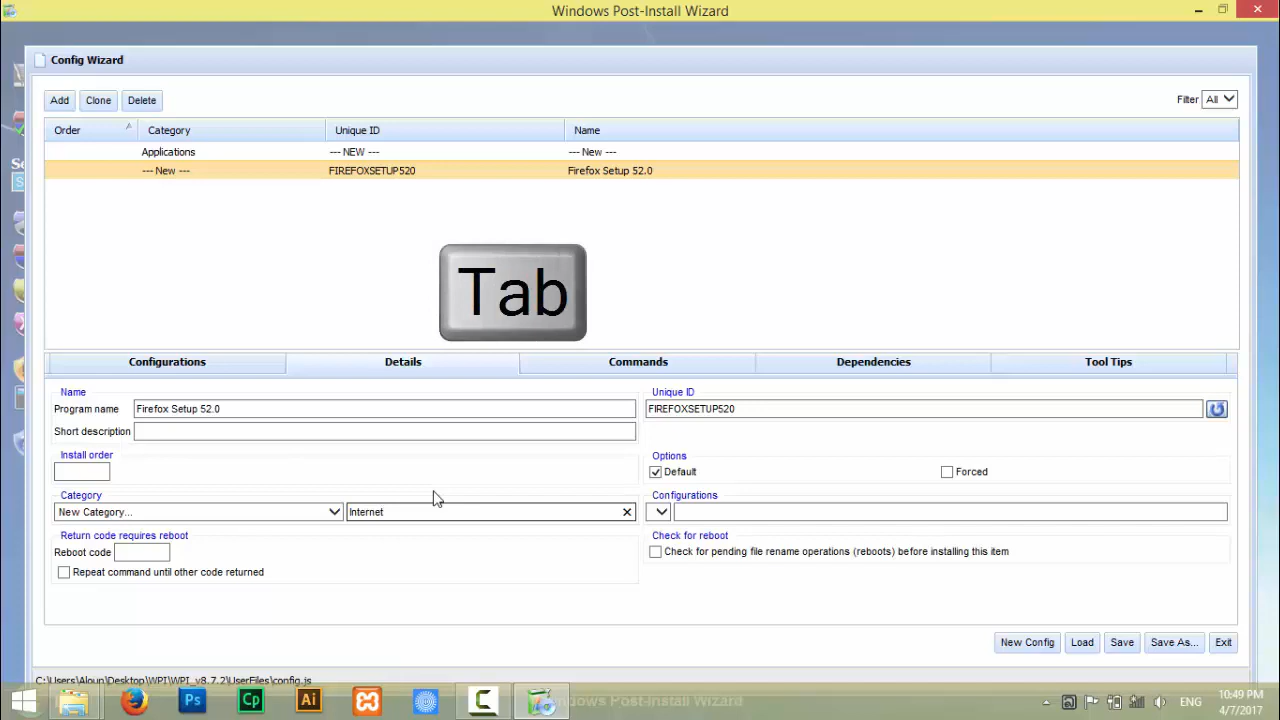 Windows Post-Install Wizard
Config Wizard
Add Clone Delete Filter All
Order Category Unique ID Name
Applications --- NEW --- --- New ---
--- New --- FIREFOXSETUP520 Firefox Setup 52.0
Tab
Configurations Details Commands Dependencies Tool Tips
Name Unique ID
Program name Firefox Setup 52.0 FIREFOXSETUP520
Short description
Install order Options
Default Forced
Category Configurations
New Category... Internet
Return code requires reboot Check for reboot
Reboot code Check for pending file rename operations (reboots) before installing this item
Repeat command until other code returned
New Config Load Save Save As... Exit
C:\Users\Aloun\Desktop\WPI\WPI_v8.7.2\UserFiles\config.js
Ps Cp Ai Windows Post-Install Wizard ENG 10:49 PM
4/7/2017